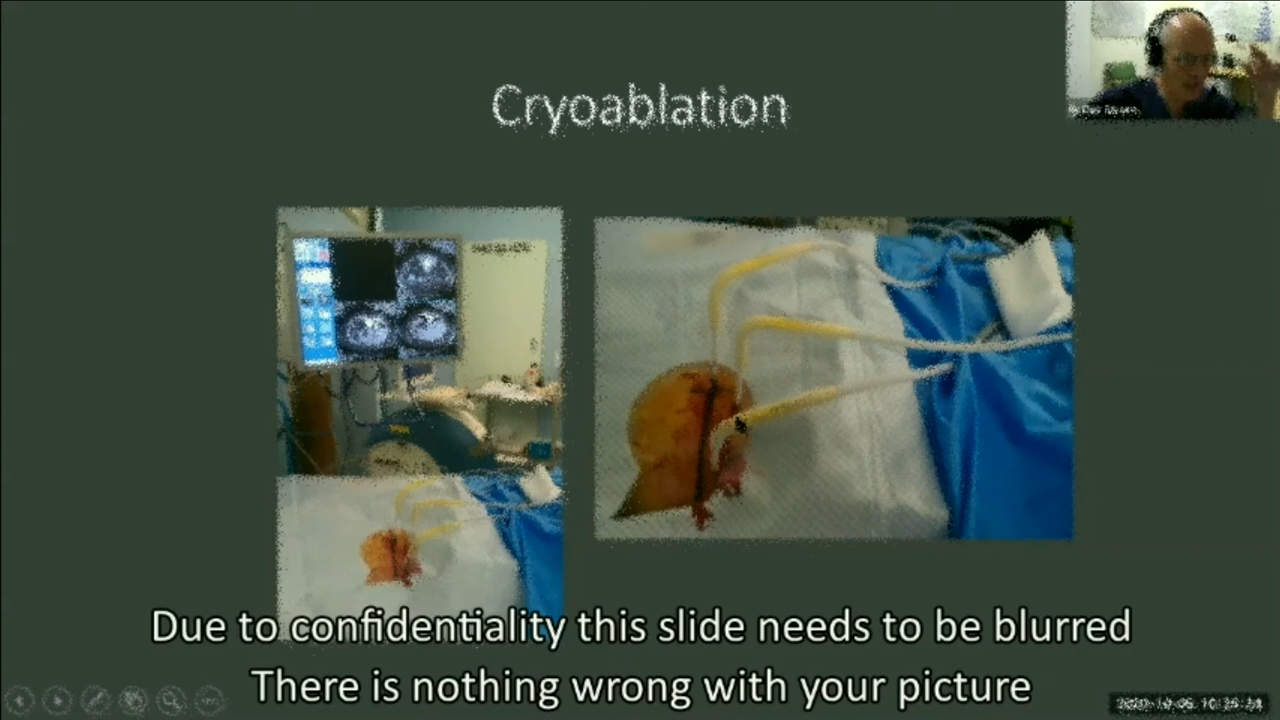 Cryoablation
Due to confidentiality this slide needs to be blurred
There is nothing wrong with your picture